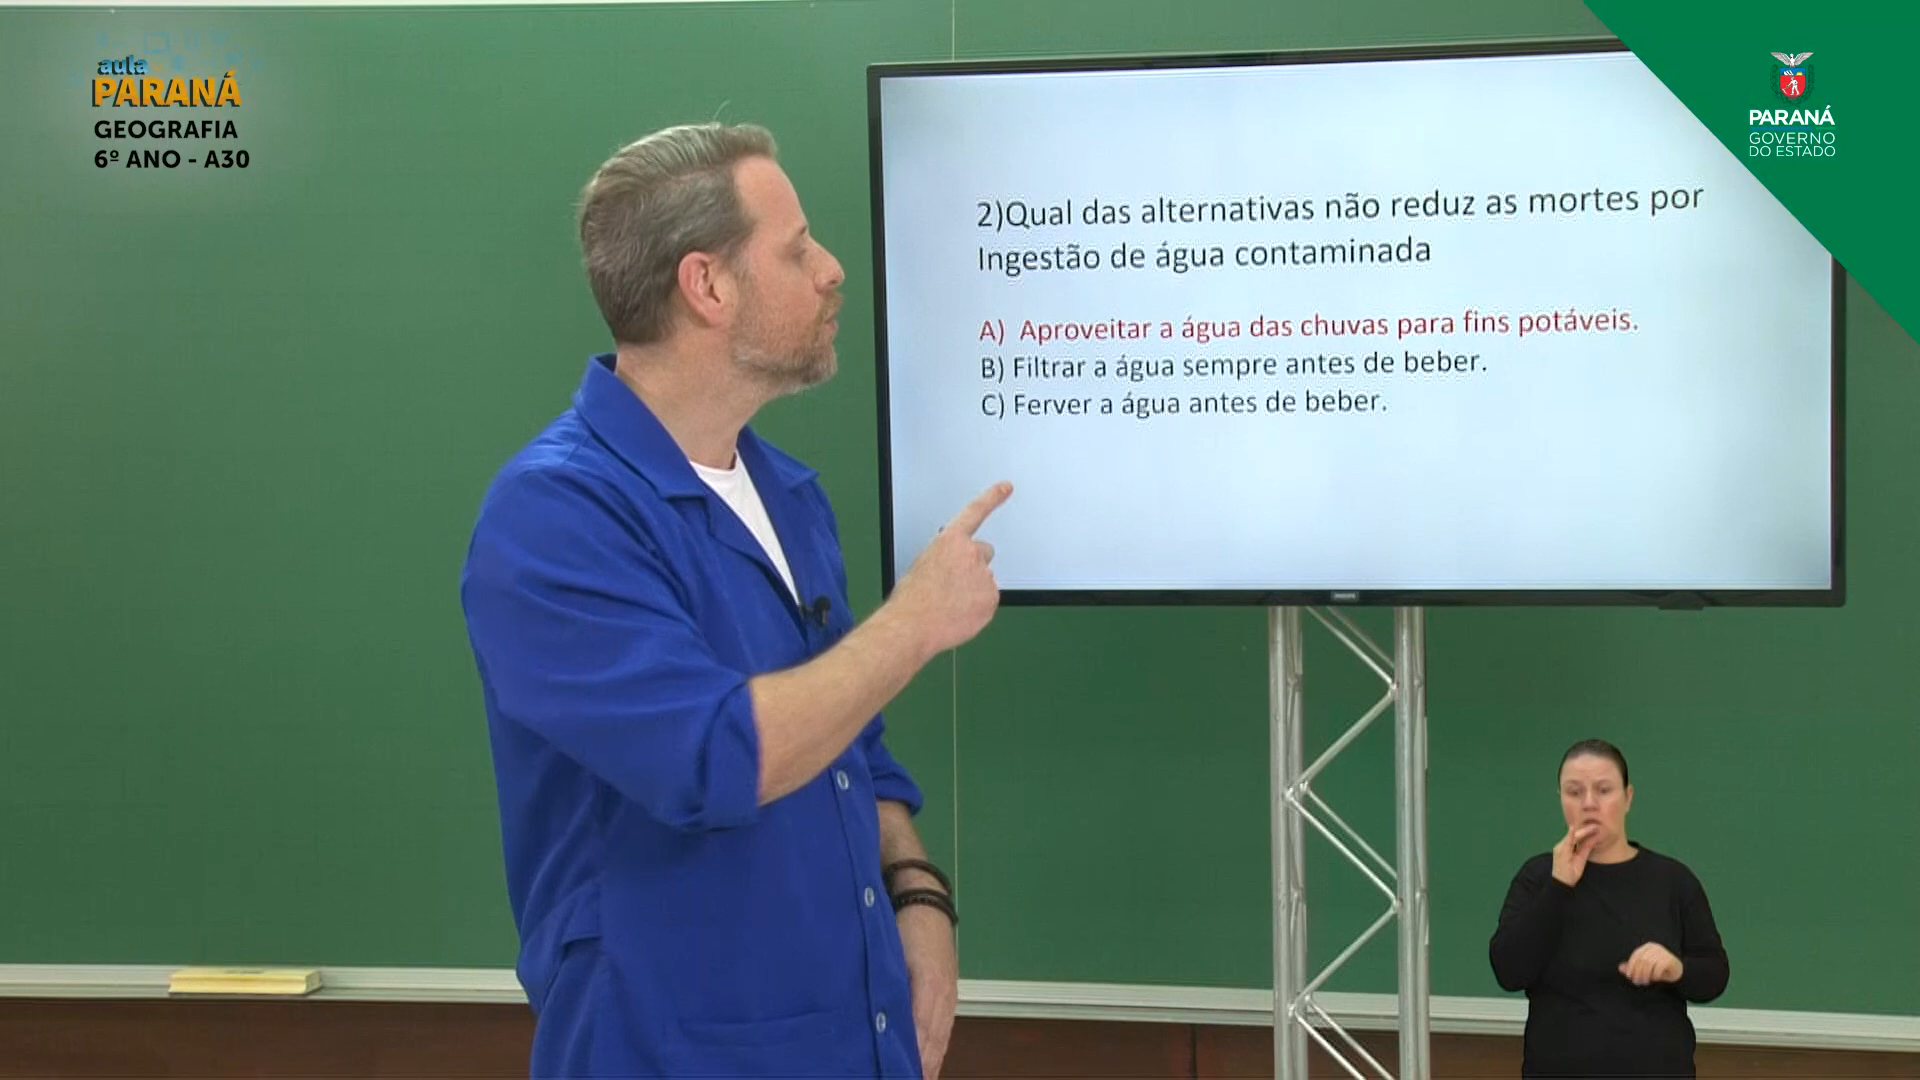 aula
PARANÁ
GEOGRAFIA
6º ANO - A30
PARANÁ
GOVERNO
DO ESTADO
2)Qual das alternativas não reduz as mortes por
Ingestão de água contaminada
A) Aproveitar a água das chuvas para fins potáveis.
B) Filtrar a água sempre antes de beber.
C) Ferver a água antes de beber.